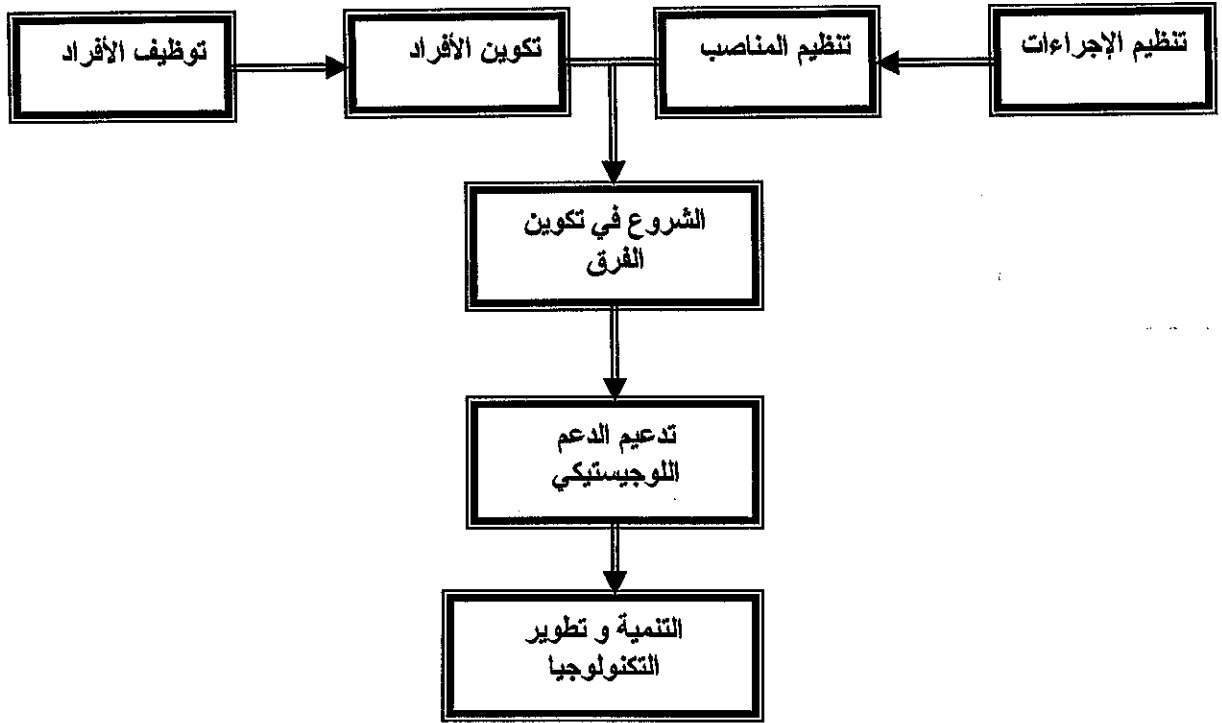 تنظيم الإجراءات
تنظيم المناصب
تكوين الأفراد
توظيف الأفراد
الشروع في تكوين
الفرق
تدعيم الدعم
اللوجيستيكي
التنمية و تطوير
التكنولوجيا